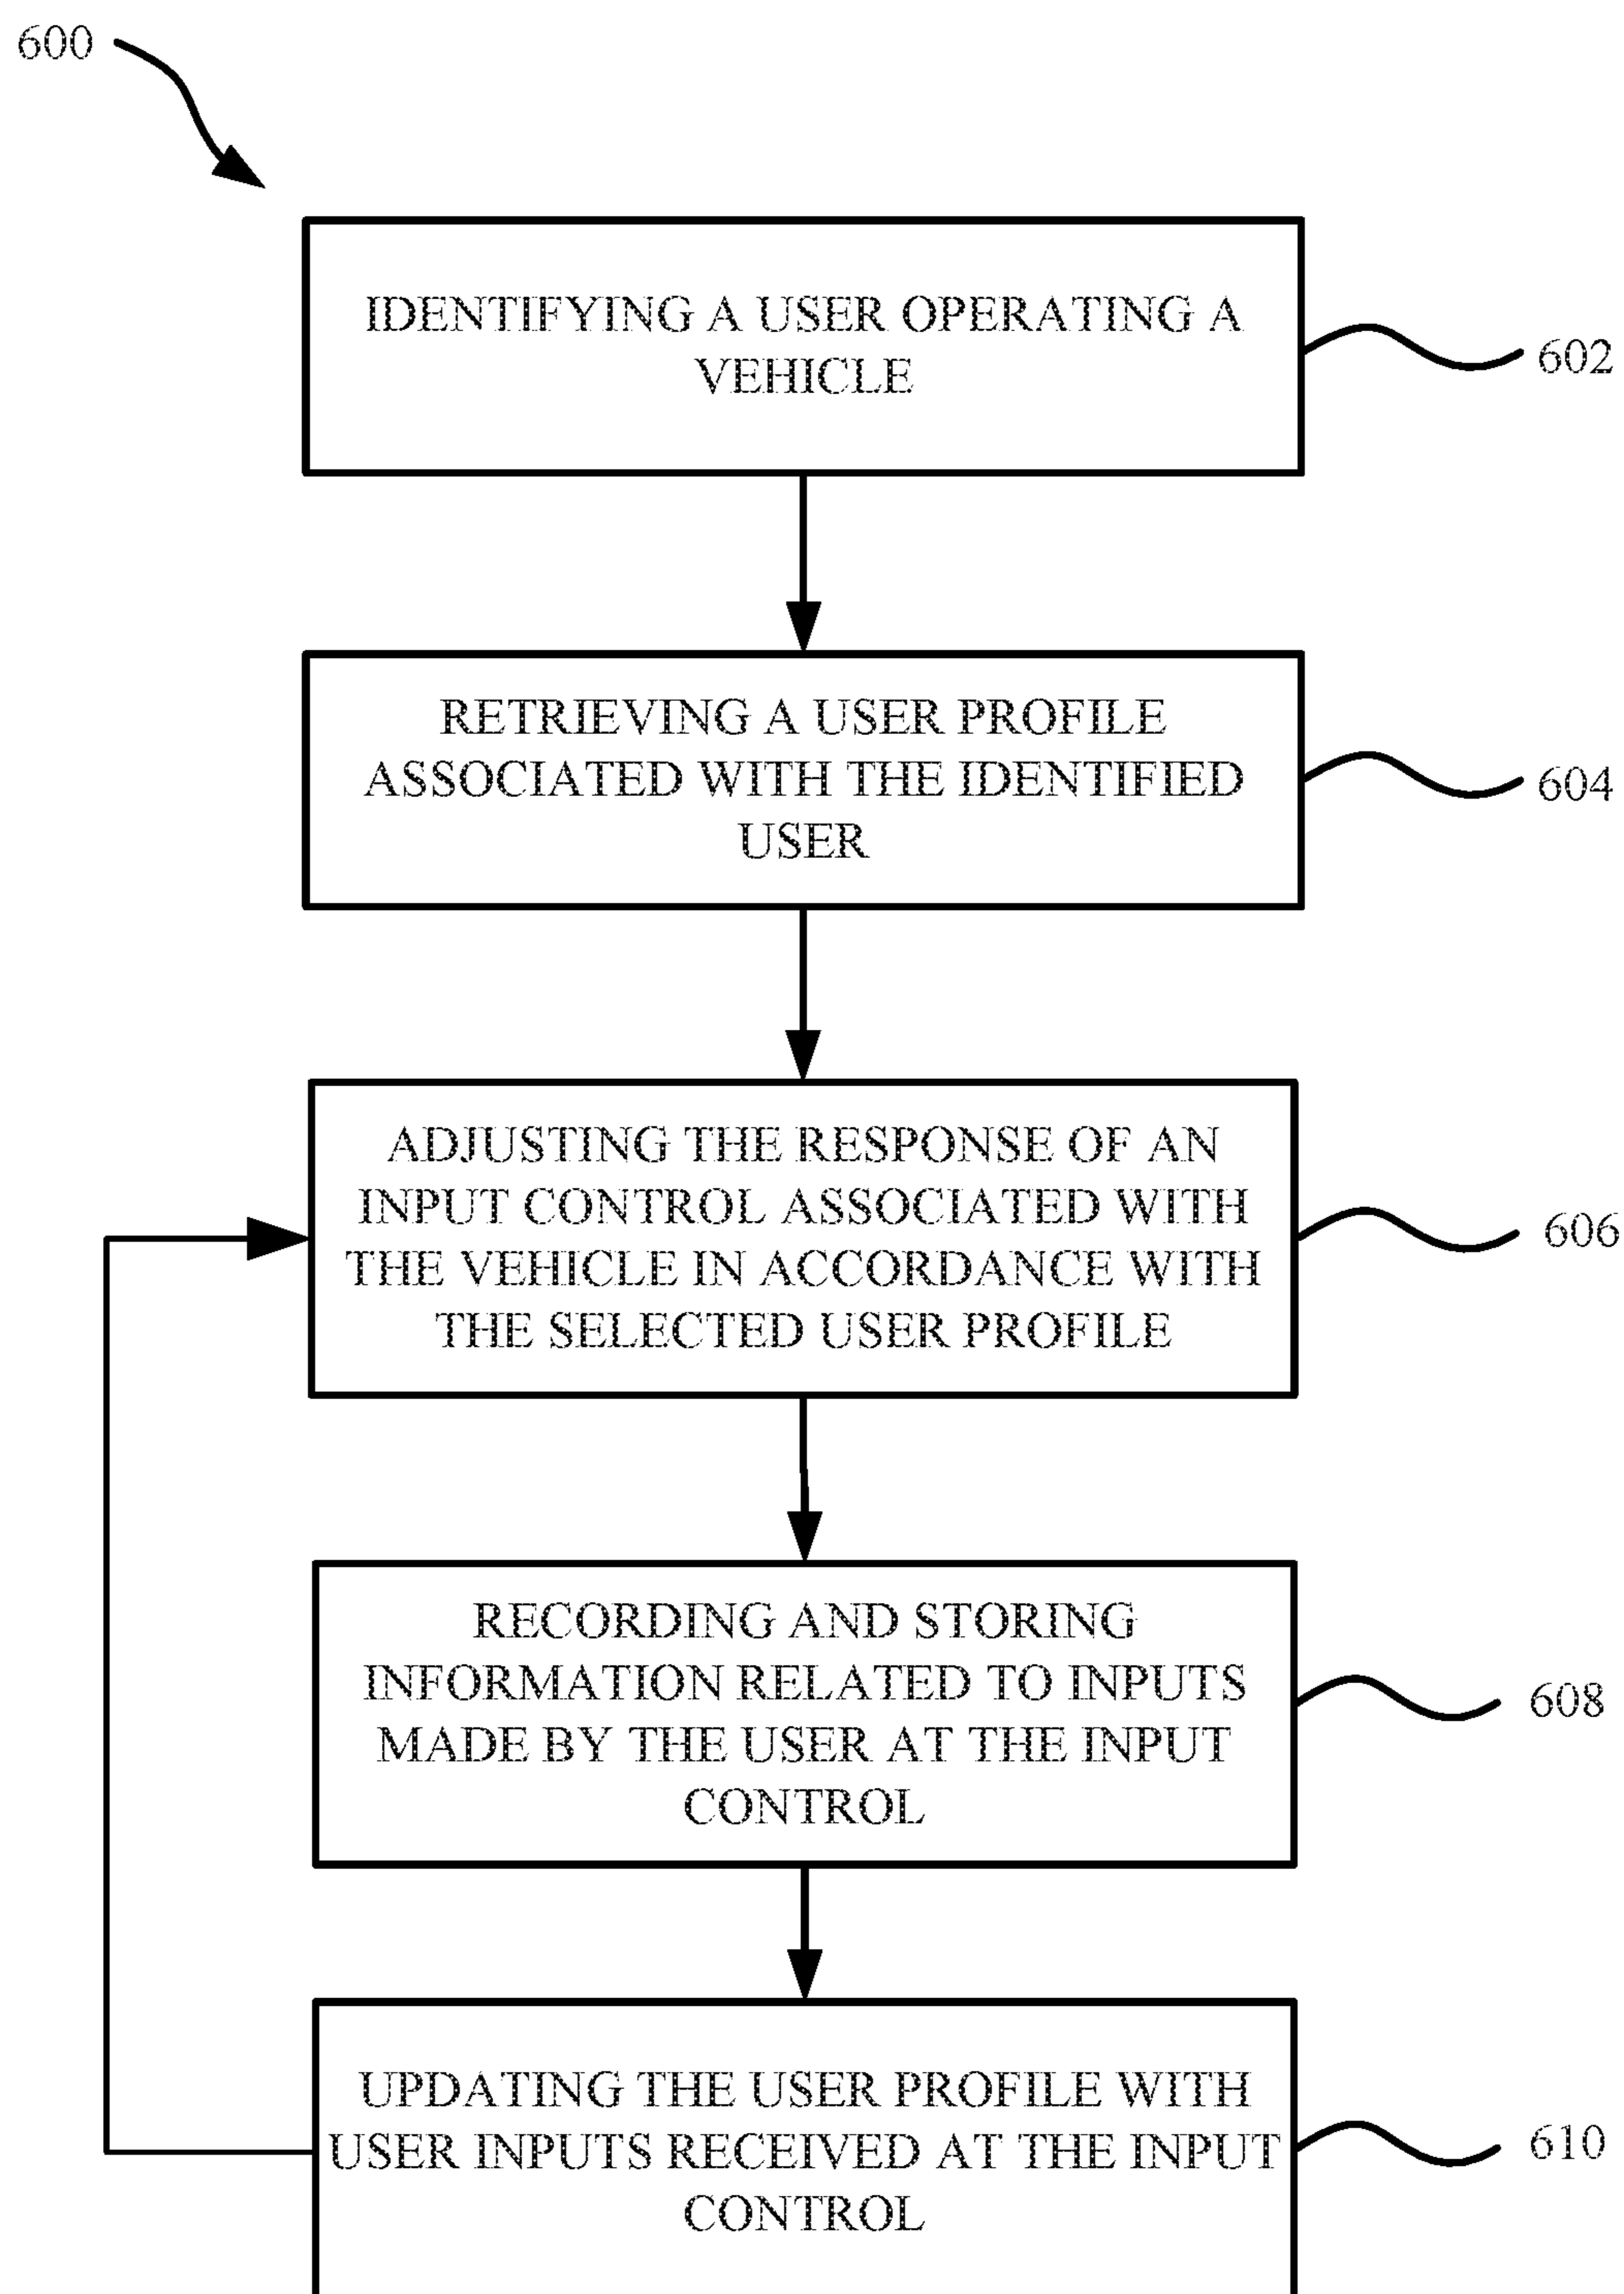 600
IDENTIFYING A USER OPERATING A
VEHICLE
602
RETRIEVING A USER PROFILE
ASSOCIATED WITH THE IDENTIFIED
USER
604
ADJUSTING THE RESPONSE OF AN
INPUT CONTROL ASSOCIATED WITH
THE VEHICLE IN ACCORDANCE WITH
THE SELECTED USER PROFILE
606
RECORDING AND STORING
INFORMATION RELATED TO INPUTS
MADE BY THE USER AT THE INPUT
CONTROL
608
UPDATING THE USER PROFILE WITH
USER INPUTS RECEIVED AT THE INPUT
CONTROL
610